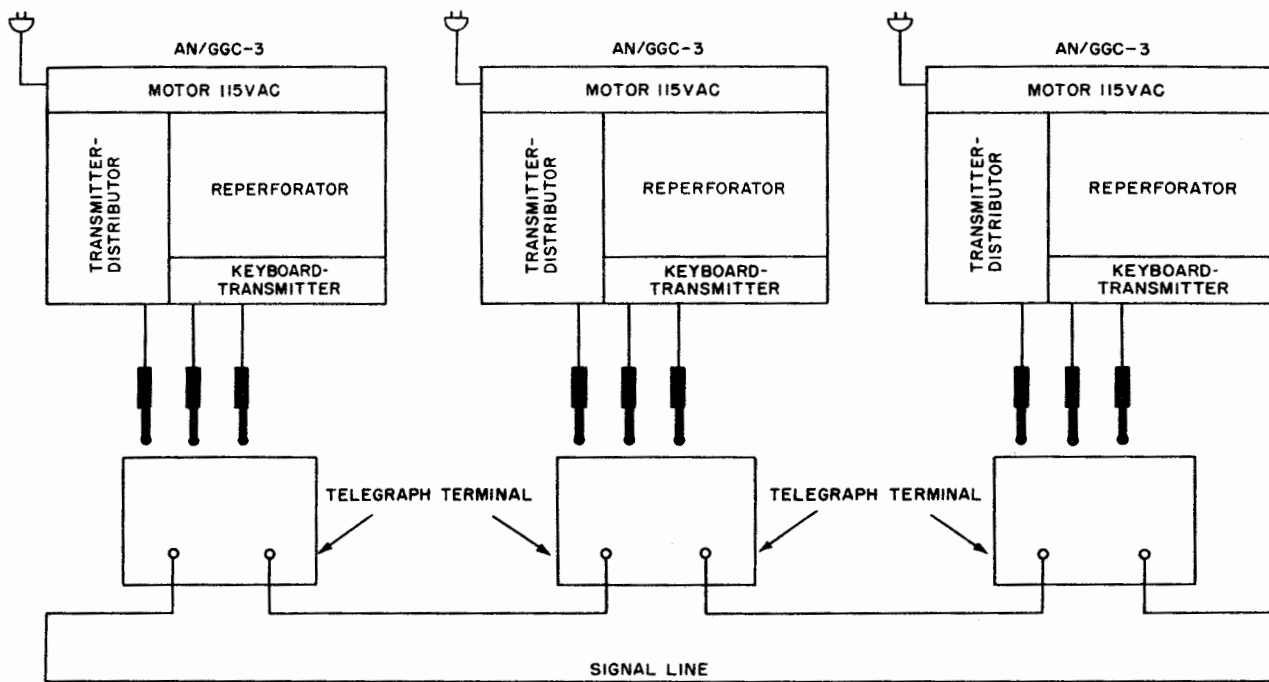 AN/GGC-3
MOTOR 115VAC
TRANSMITTER-
DISTRIBUTOR
REPERFORATOR
KEYBOARD-
TRANSMITTER
AN/GGC-3
MOTOR 115VAC
TRANSMITTER-
DISTRIBUTOR
REPERFORATOR
KEYBOARD-
TRANSMITTER
AN/GGC-3
MOTOR 115VAC
TRANSMITTER-
DISTRIBUTOR
REPERFORATOR
KEYBOARD-
TRANSMITTER
TELEGRAPH TERMINAL
TELEGRAPH TERMINAL
SIGNAL LINE